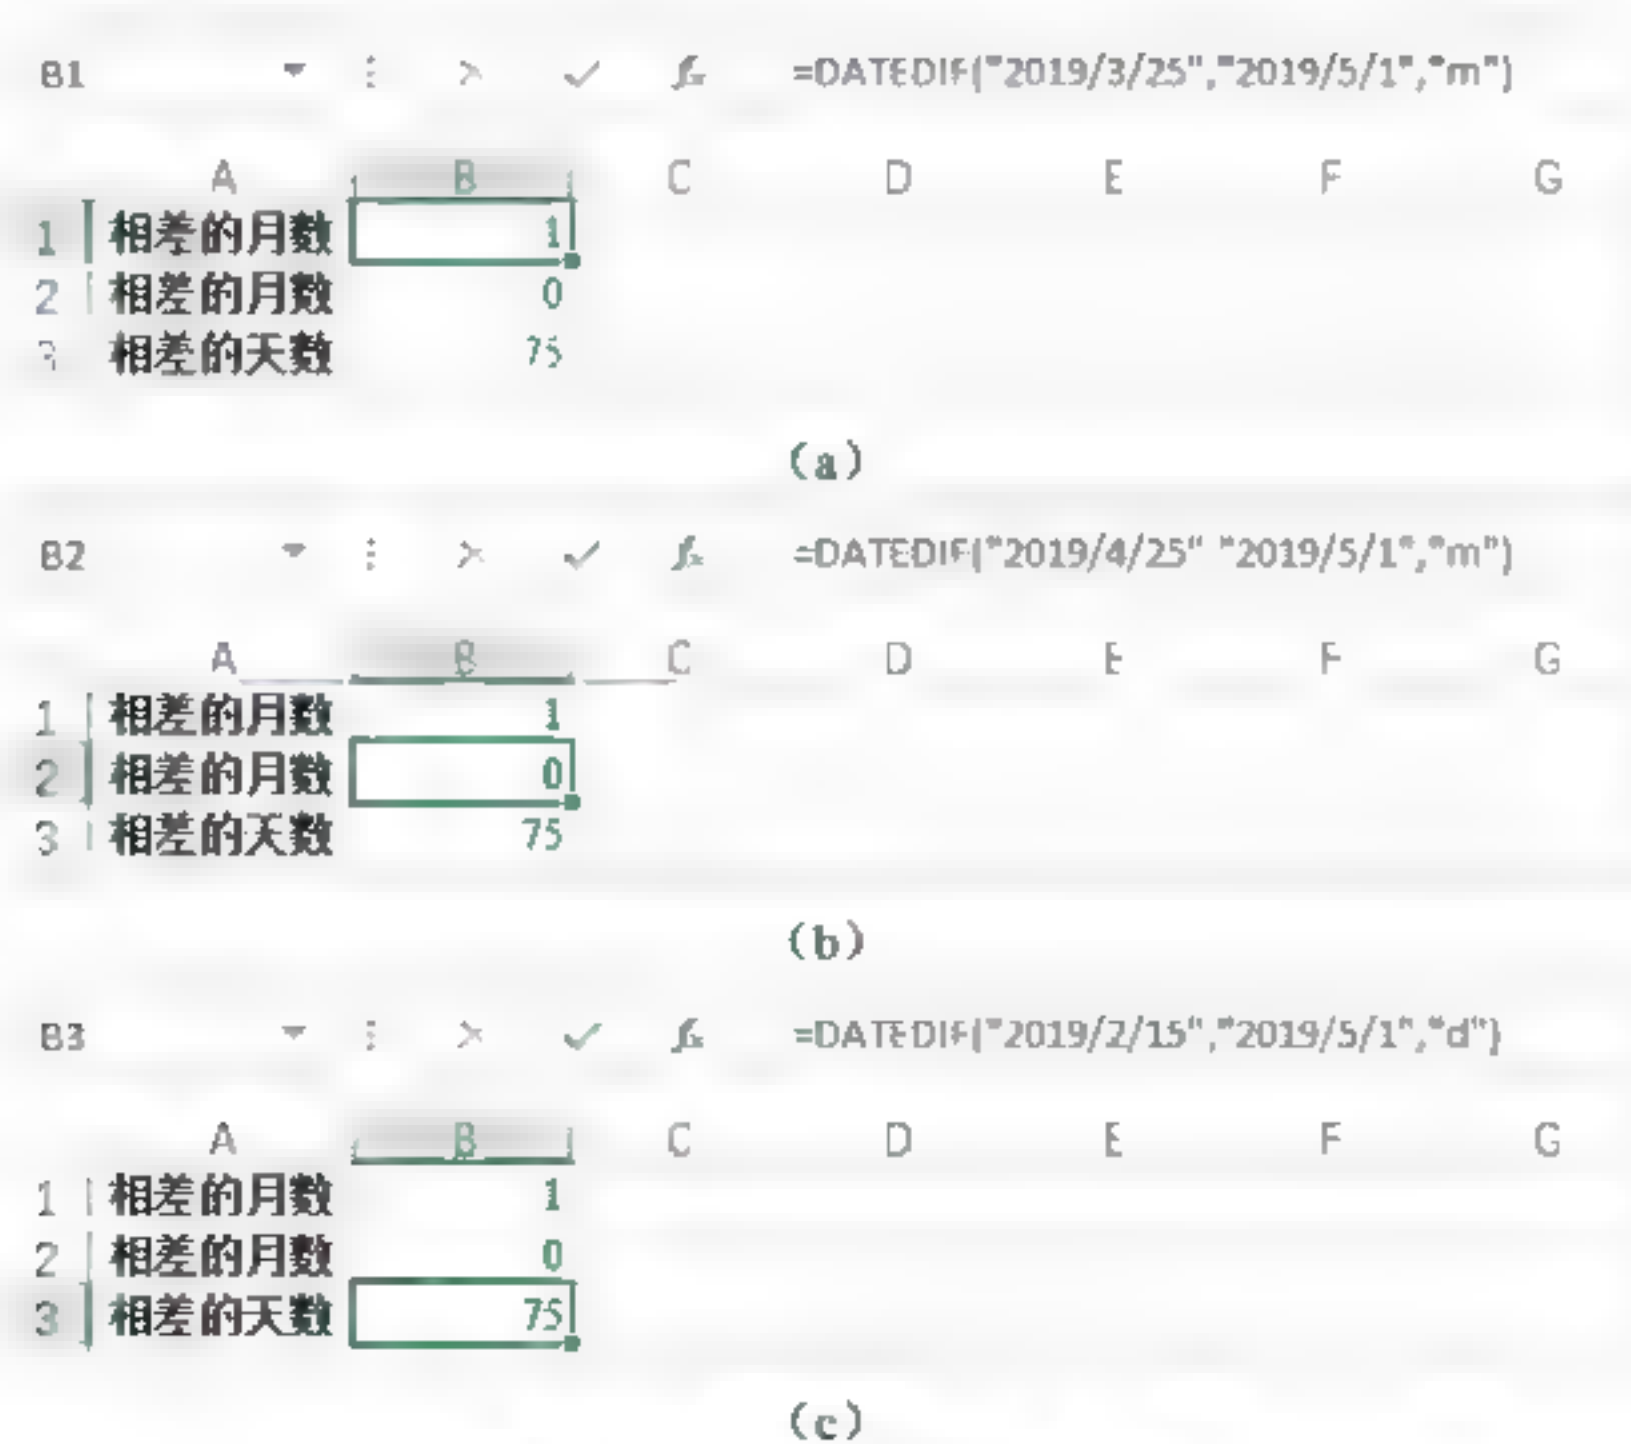 B1 fx =DATEDIF("2019/3/25","2019/5/1","m")
A B C D E F G
1 相差的月数 1
2 相差的月数 0
3 相差的天数 75
(a)
B2 fx =DATEDIF("2019/4/25" "2019/5/1","m")
A B C D E F G
1 相差的月数 1
2 相差的月数 0
3 相差的天数 75
(b)
B3 fx =DATEDIF("2019/2/15","2019/5/1","d")
A B C D E F G
1 相差的月数 1
2 相差的月数 0
3 相差的天数 75
(c)